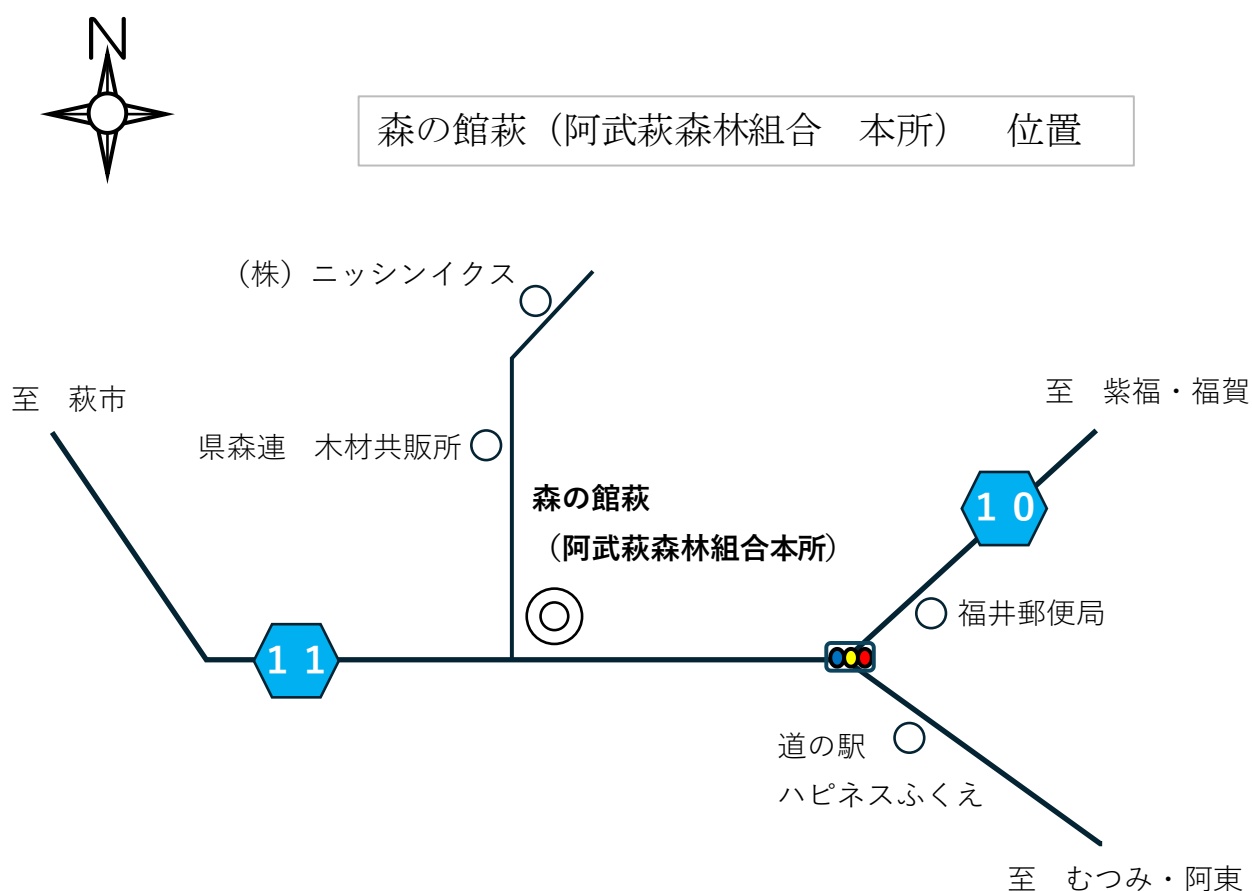 N
森の館萩（阿武萩森林組合　本所）　位置
（株）ニッシンイクス
至　萩市
至　紫福・福賀
県森連　木材共販所
森の館萩
（阿武萩森林組合本所）
１０
福井郵便局
１１
道の駅
ハピネスふくえ
至　むつみ・阿東